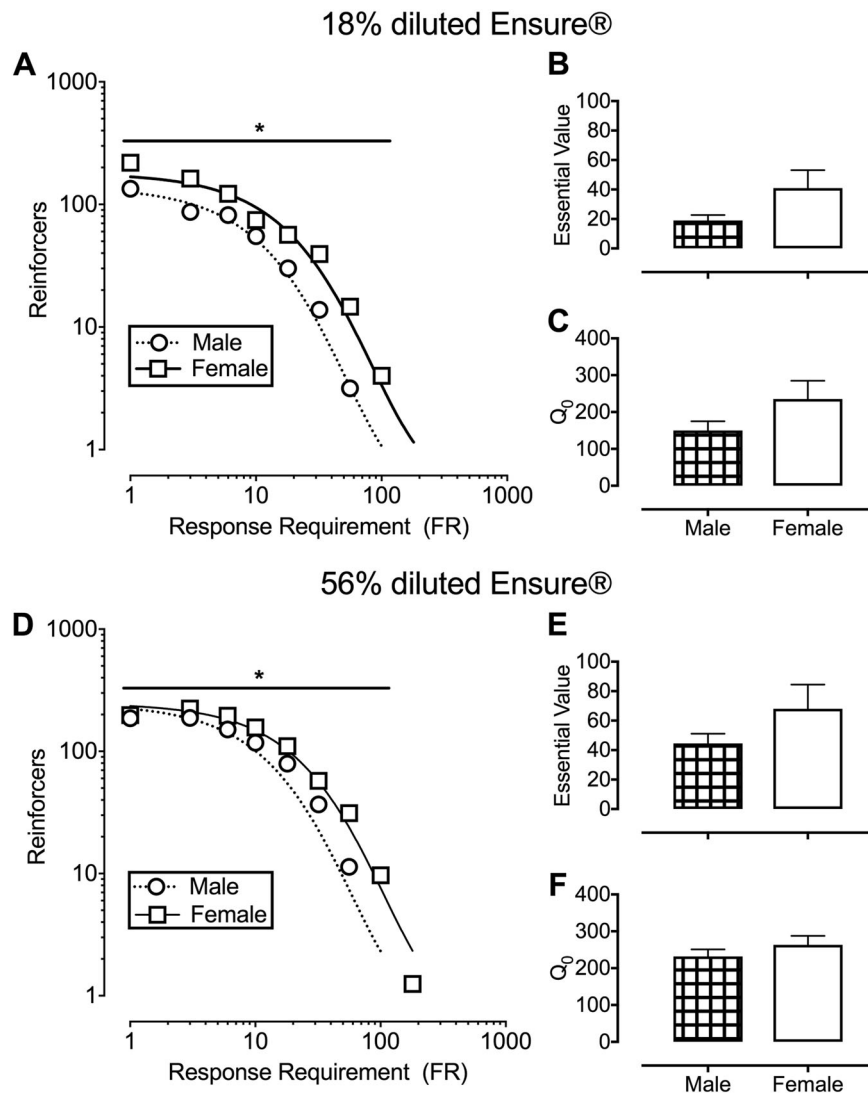 18% diluted Ensure®
A
1000
100
10
1
Reinforcers
*
Male
Female
1 10 100 1000
Response Requirement (FR)
B
100
80
60
40
20
0
Essential Value
C
400
300
200
100
0
Q0
Male Female
56% diluted Ensure®
D
1000
100
10
1
Reinforcers
*
Male
Female
1 10 100 1000
Response Requirement (FR)
E
100
80
60
40
20
0
Essential Value
F
400
300
200
100
0
Q0
Male Female